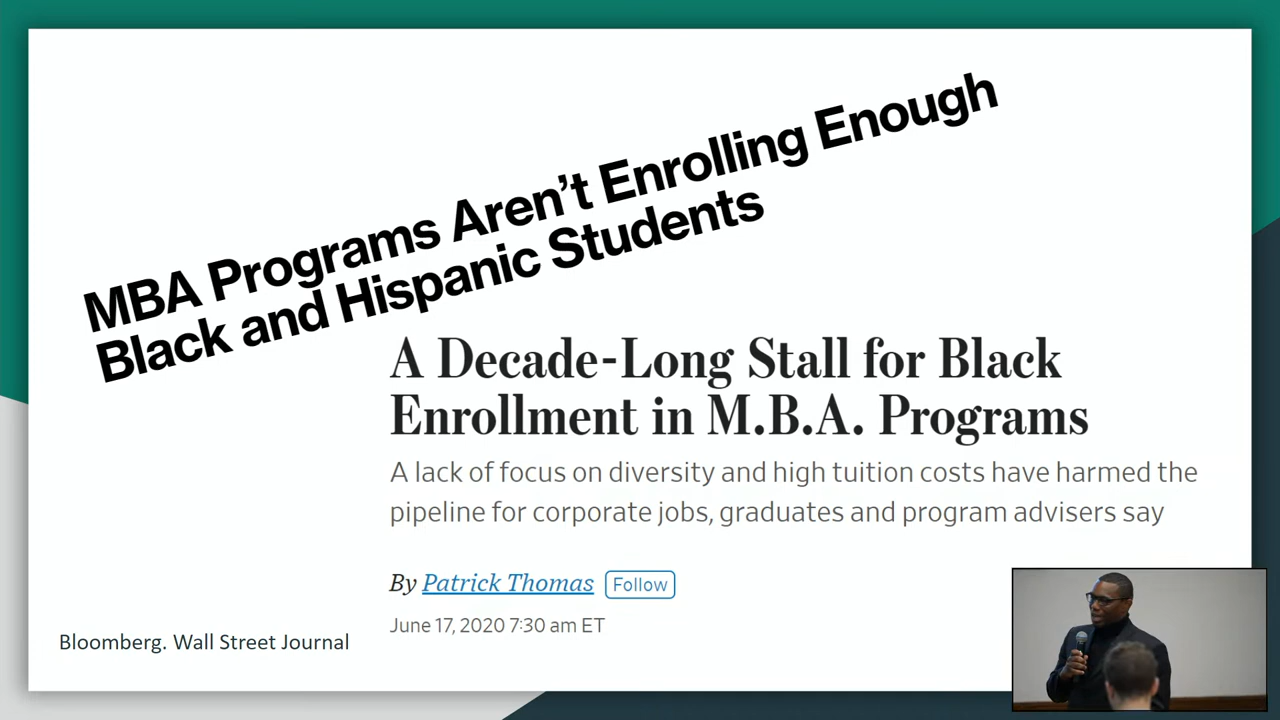 MBA Programs Aren’t Enrolling Enough
Black and Hispanic Students
A Decade-Long Stall for Black
Enrollment in M.B.A. Programs
A lack of focus on diversity and high tuition costs have harmed the
pipeline for corporate jobs, graduates and program advisers say
By Patrick Thomas Follow
June 17, 2020 7:30 am ET
Bloomberg. Wall Street Journal